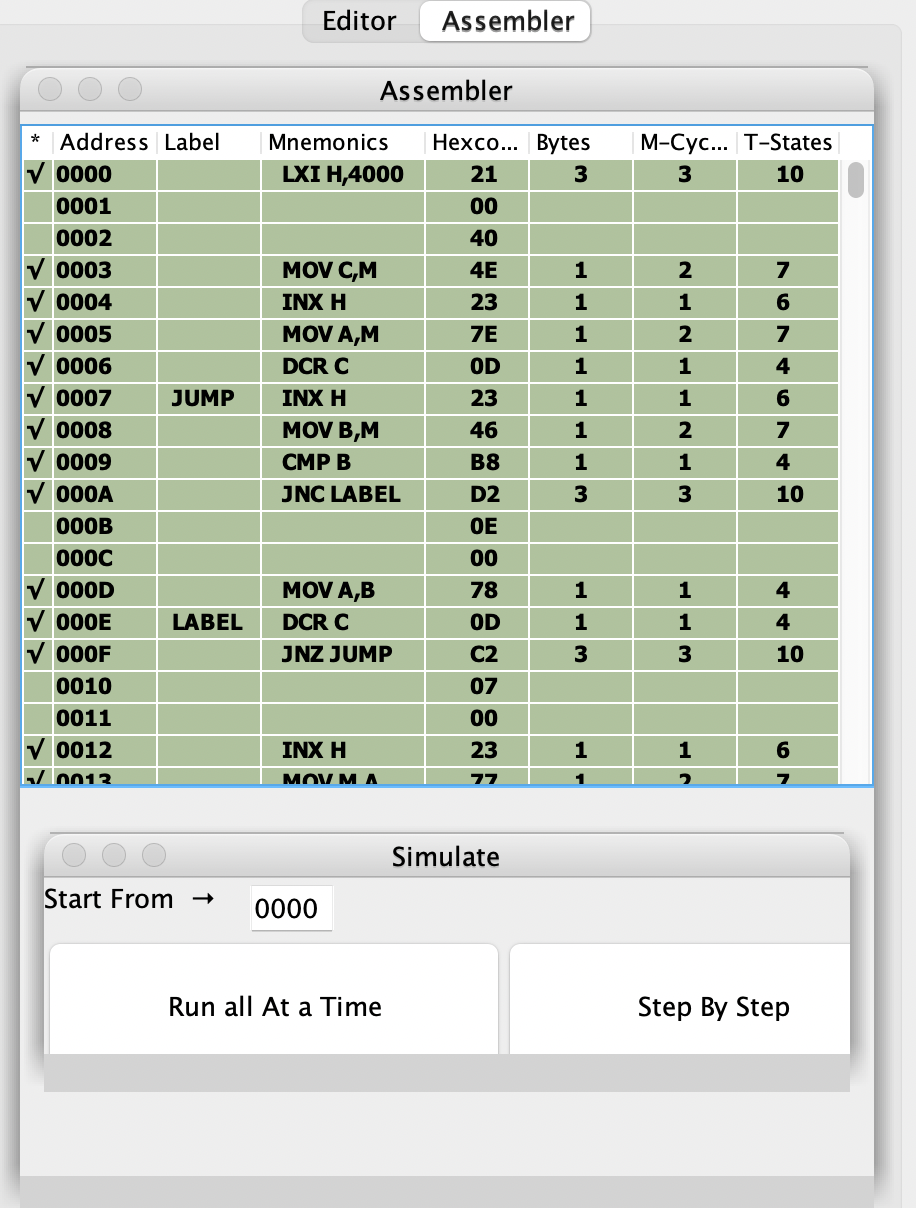 Editor Assembler
Assembler
* Address Label Mnemonics Hexco... Bytes M-Cyc... T-States
√ 0000 LXI H,4000 21 3 3 10
0001 00
0002 40
√ 0003 MOV C,M 4E 1 2 7
√ 0004 INX H 23 1 1 6
√ 0005 MOV A,M 7E 1 2 7
√ 0006 DCR C 0D 1 1 4
√ 0007 JUMP INX H 23 1 1 6
√ 0008 MOV B,M 46 1 2 7
√ 0009 CMP B B8 1 1 4
√ 000A JNC LABEL D2 3 3 10
000B 0E
000C 00
√ 000D MOV A,B 78 1 1 4
√ 000E LABEL DCR C 0D 1 1 4
√ 000F JNZ JUMP C2 3 3 10
0010 07
0011 00
√ 0012 INX H 23 1 1 6
√ 0013 MOV M,A 77 1 2 7
Simulate
Start From → 0000
Run all At a Time Step By Step